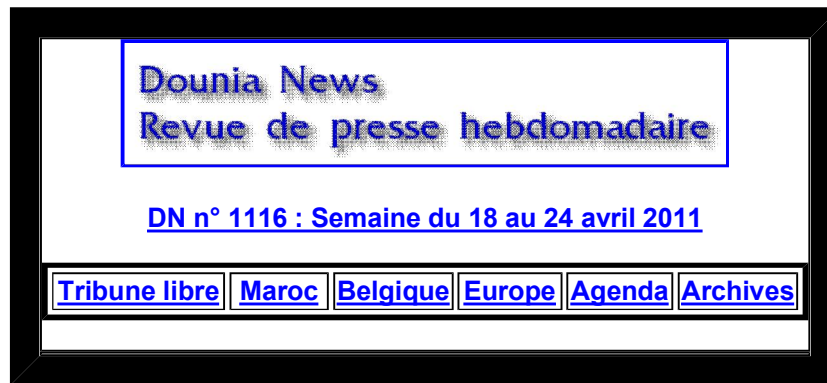 Dounia News
Revue de presse hebdomadaire
DN n° 1116 : Semaine du 18 au 24 avril 2011
Tribune libre Maroc Belgique Europe Agenda Archives